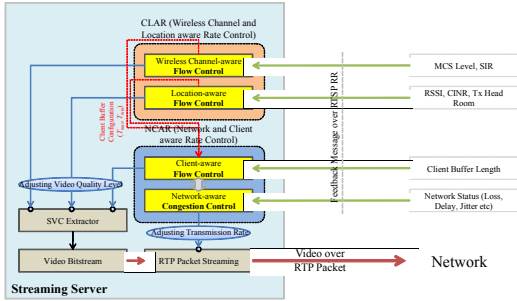 CLAR (Wireless Channel and
Location aware Rate Control)
Wireless Channel-aware
Flow Control
Location-aware
Flow Control
Client Buffer
Configuration
NCAR (Network and Client
aware Rate Control)
Client-aware
Flow Control
Network-aware
Congestion Control
Adjusting Video Quality Level
Adjusting Transmission Rate
SVC Extractor
Video Bitstream
RTP Packet Streaming
Streaming Server
Feedback Message over RTSP RR
MCS Level, SIR
RSSI, CINR, Tx Head
Room
Client Buffer Length
Network Status (Loss,
Delay, Jitter etc)
Video over
RTP Packet
Network